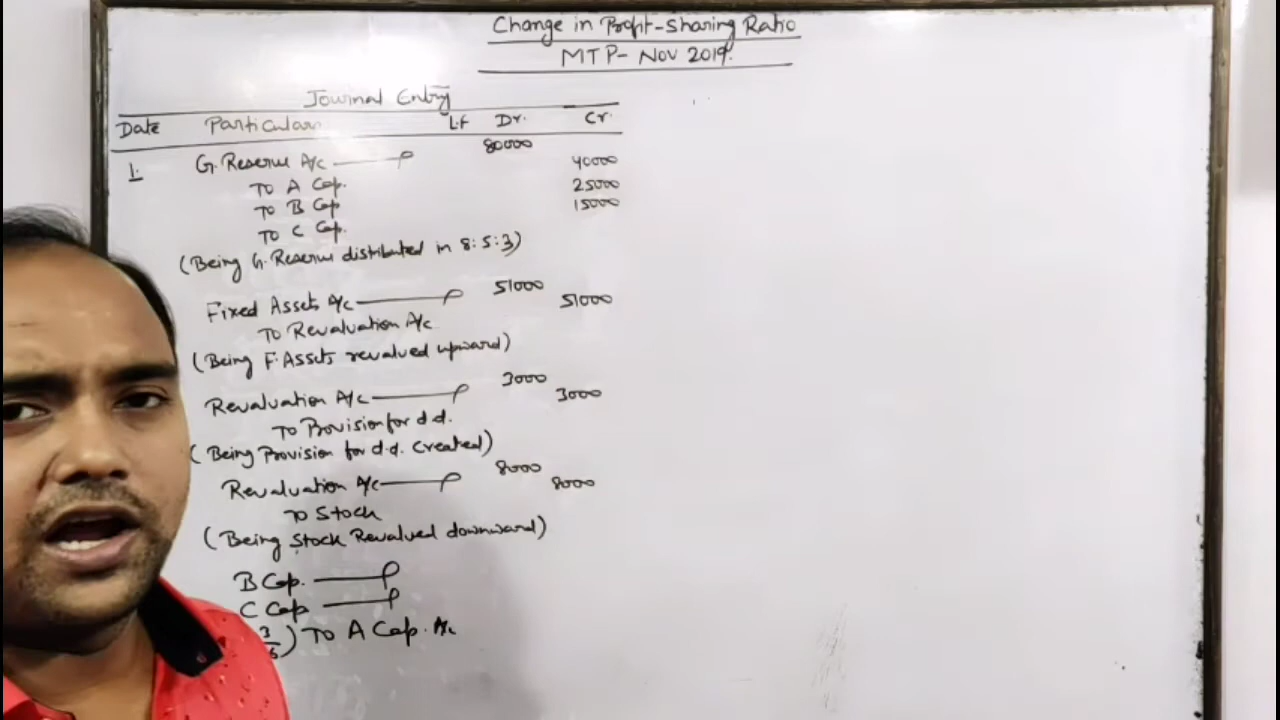 Change in Profit-Sharing Ratio
MTP- Nov 2019.
Journal Entry
Date Particulars L.f Dr. Cr.
1. G. Reserve A/c 80000
To A Cap. 40000
To B Cap 25000
To C Cap. 15000
(Being G. Reserve distributed in 8:5:3)
Fixed Assets A/c 51000
To Revaluation A/c 51000
(Being F. Assets revalued upward)
Revaluation A/c 3000
To Provision for d.d. 3000
(Being Provision for d.d. Created)
Revaluation A/c 8000
To Stock 8000
(Being Stock Revalued downward)
B Cap.
C Cap
3 ) To A Cap. A/c